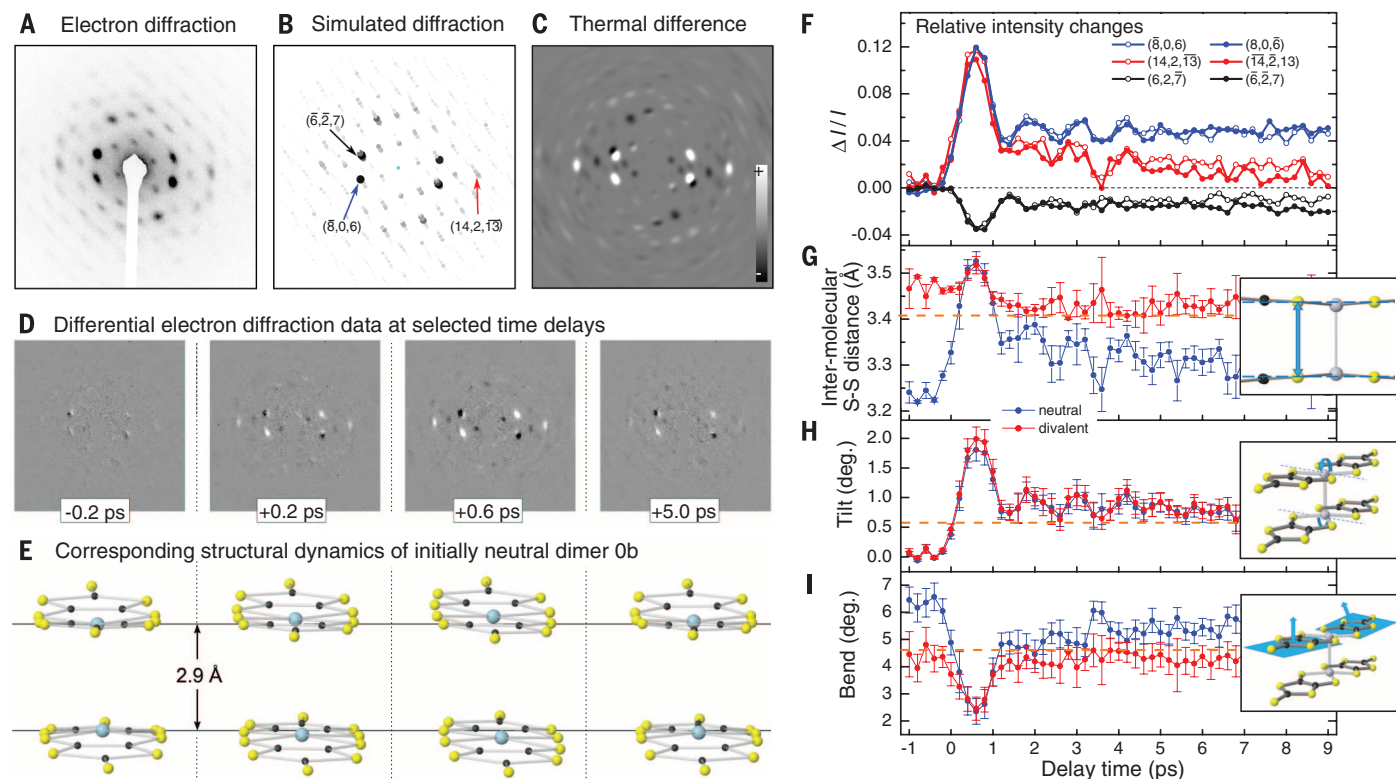 A Electron diffraction
B Simulated diffraction
(6̅,2̅,7)
(8̅,0,6)
(14,2,1̅3̅)
C Thermal difference
+
-
D Differential electron diffraction data at selected time delays
-0.2 ps
+0.2 ps
+0.6 ps
+5.0 ps
E Corresponding structural dynamics of initially neutral dimer 0b
2.9 Å
F Relative intensity changes
(8̅,0,6)
(8,0,6̅)
(14,2,1̅3̅)
(1̅4̅,2̅,13)
(6,2,7̅)
(6̅,2̅,7)
0.12
0.08
0.04
0.00
-0.04
Δ I / I
G
3.5
3.4
3.3
3.2
Inter-molecular
S-S distance (Å)
neutral
divalent
H
2.0
1.5
1.0
0.5
0.0
Tilt (deg.)
I
7
6
5
4
3
2
Bend (deg.)
-1 0 1 2 3 4 5 6 7 8 9
Delay time (ps)